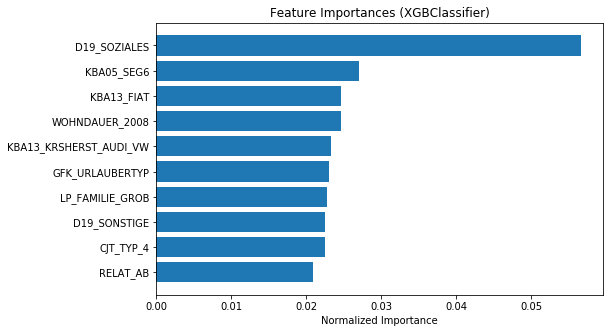 Feature Importances (XGBClassifier)
D19_SOZIALES
KBA05_SEG6
KBA13_FIAT
WOHNDAUER_2008
KBA13_KRSHERST_AUDI_VW
GFK_URLAUBERTYP
LP_FAMILIE_GROB
D19_SONSTIGE
CJT_TYP_4
RELAT_AB
0.00 0.01 0.02 0.03 0.04 0.05
Normalized Importance